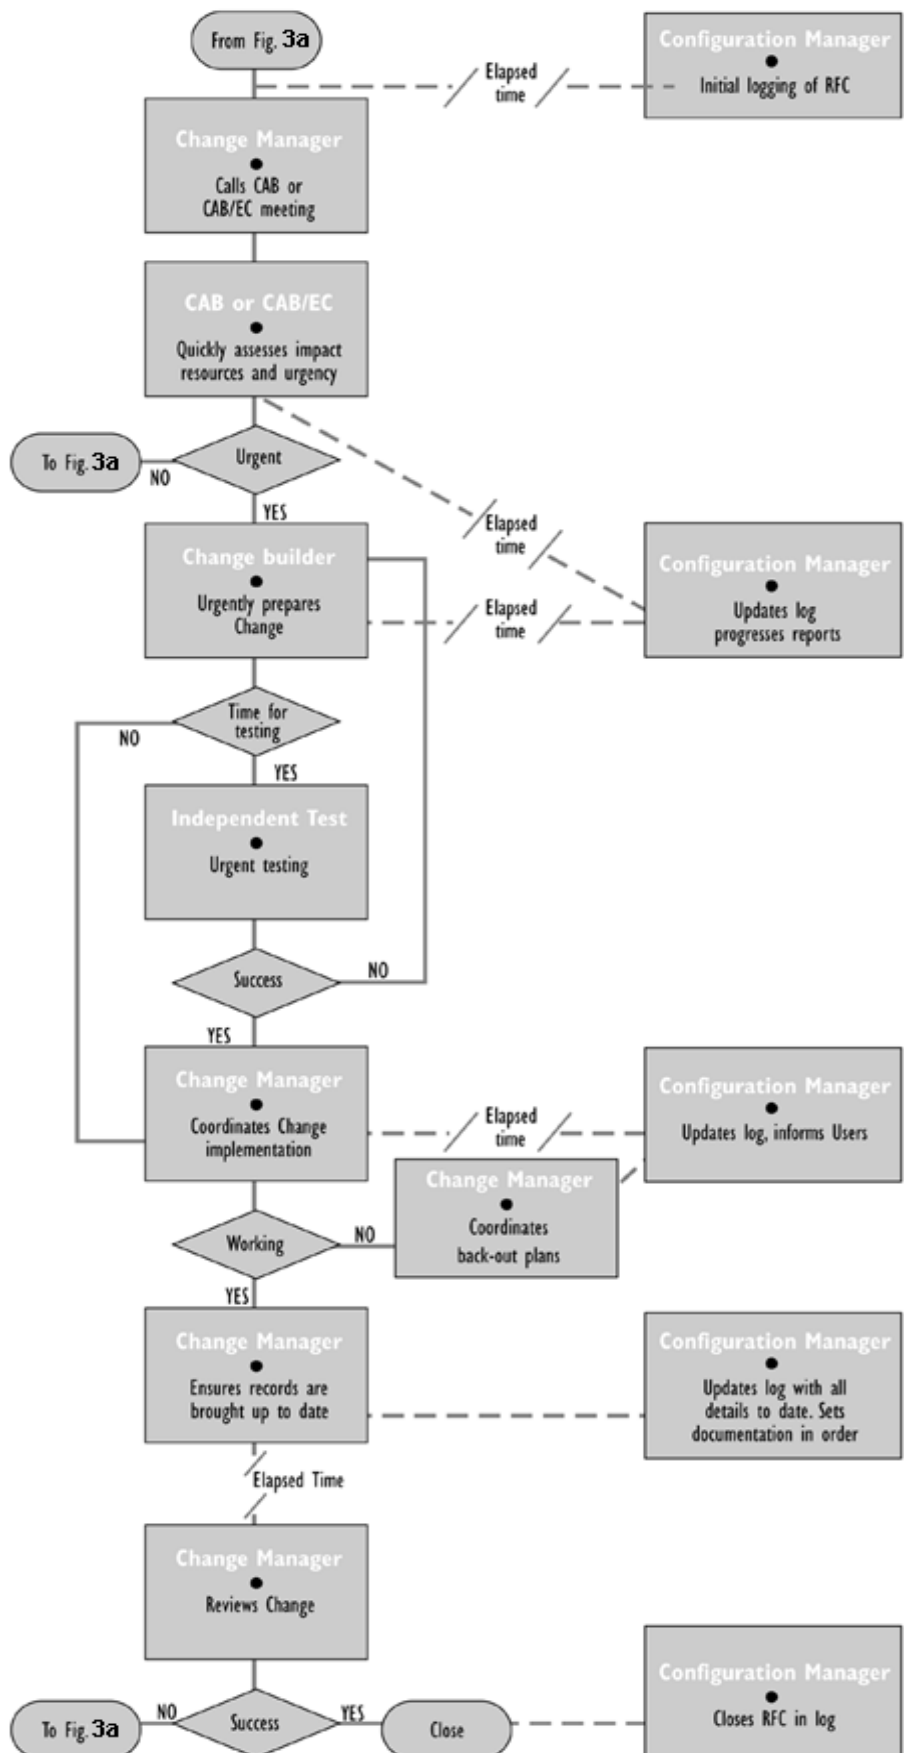 From Fig. 3a
Elapsed
time
Configuration Manager
Initial logging of RFC
Change Manager
Calls CAB or
CAB/EC meeting
CAB or CAB/EC
Quickly assesses impact
resources and urgency
To Fig. 3a
NO
Urgent
YES
Elapsed
time
Change builder
Urgently prepares
Change
Elapsed
time
Configuration Manager
Updates log
progresses reports
Time for
testing
NO
YES
Independent Test
Urgent testing
Success
NO
YES
Change Manager
Coordinates Change
implementation
Elapsed
time
Configuration Manager
Updates log, informs Users
Change Manager
Coordinates
back-out plans
Working
NO
YES
Change Manager
Ensures records are
brought up to date
Configuration Manager
Updates log with all
details to date. Sets
documentation in order
Elapsed Time
Change Manager
Reviews Change
To Fig. 3a
NO
Success
YES
Close
Configuration Manager
Closes RFC in log